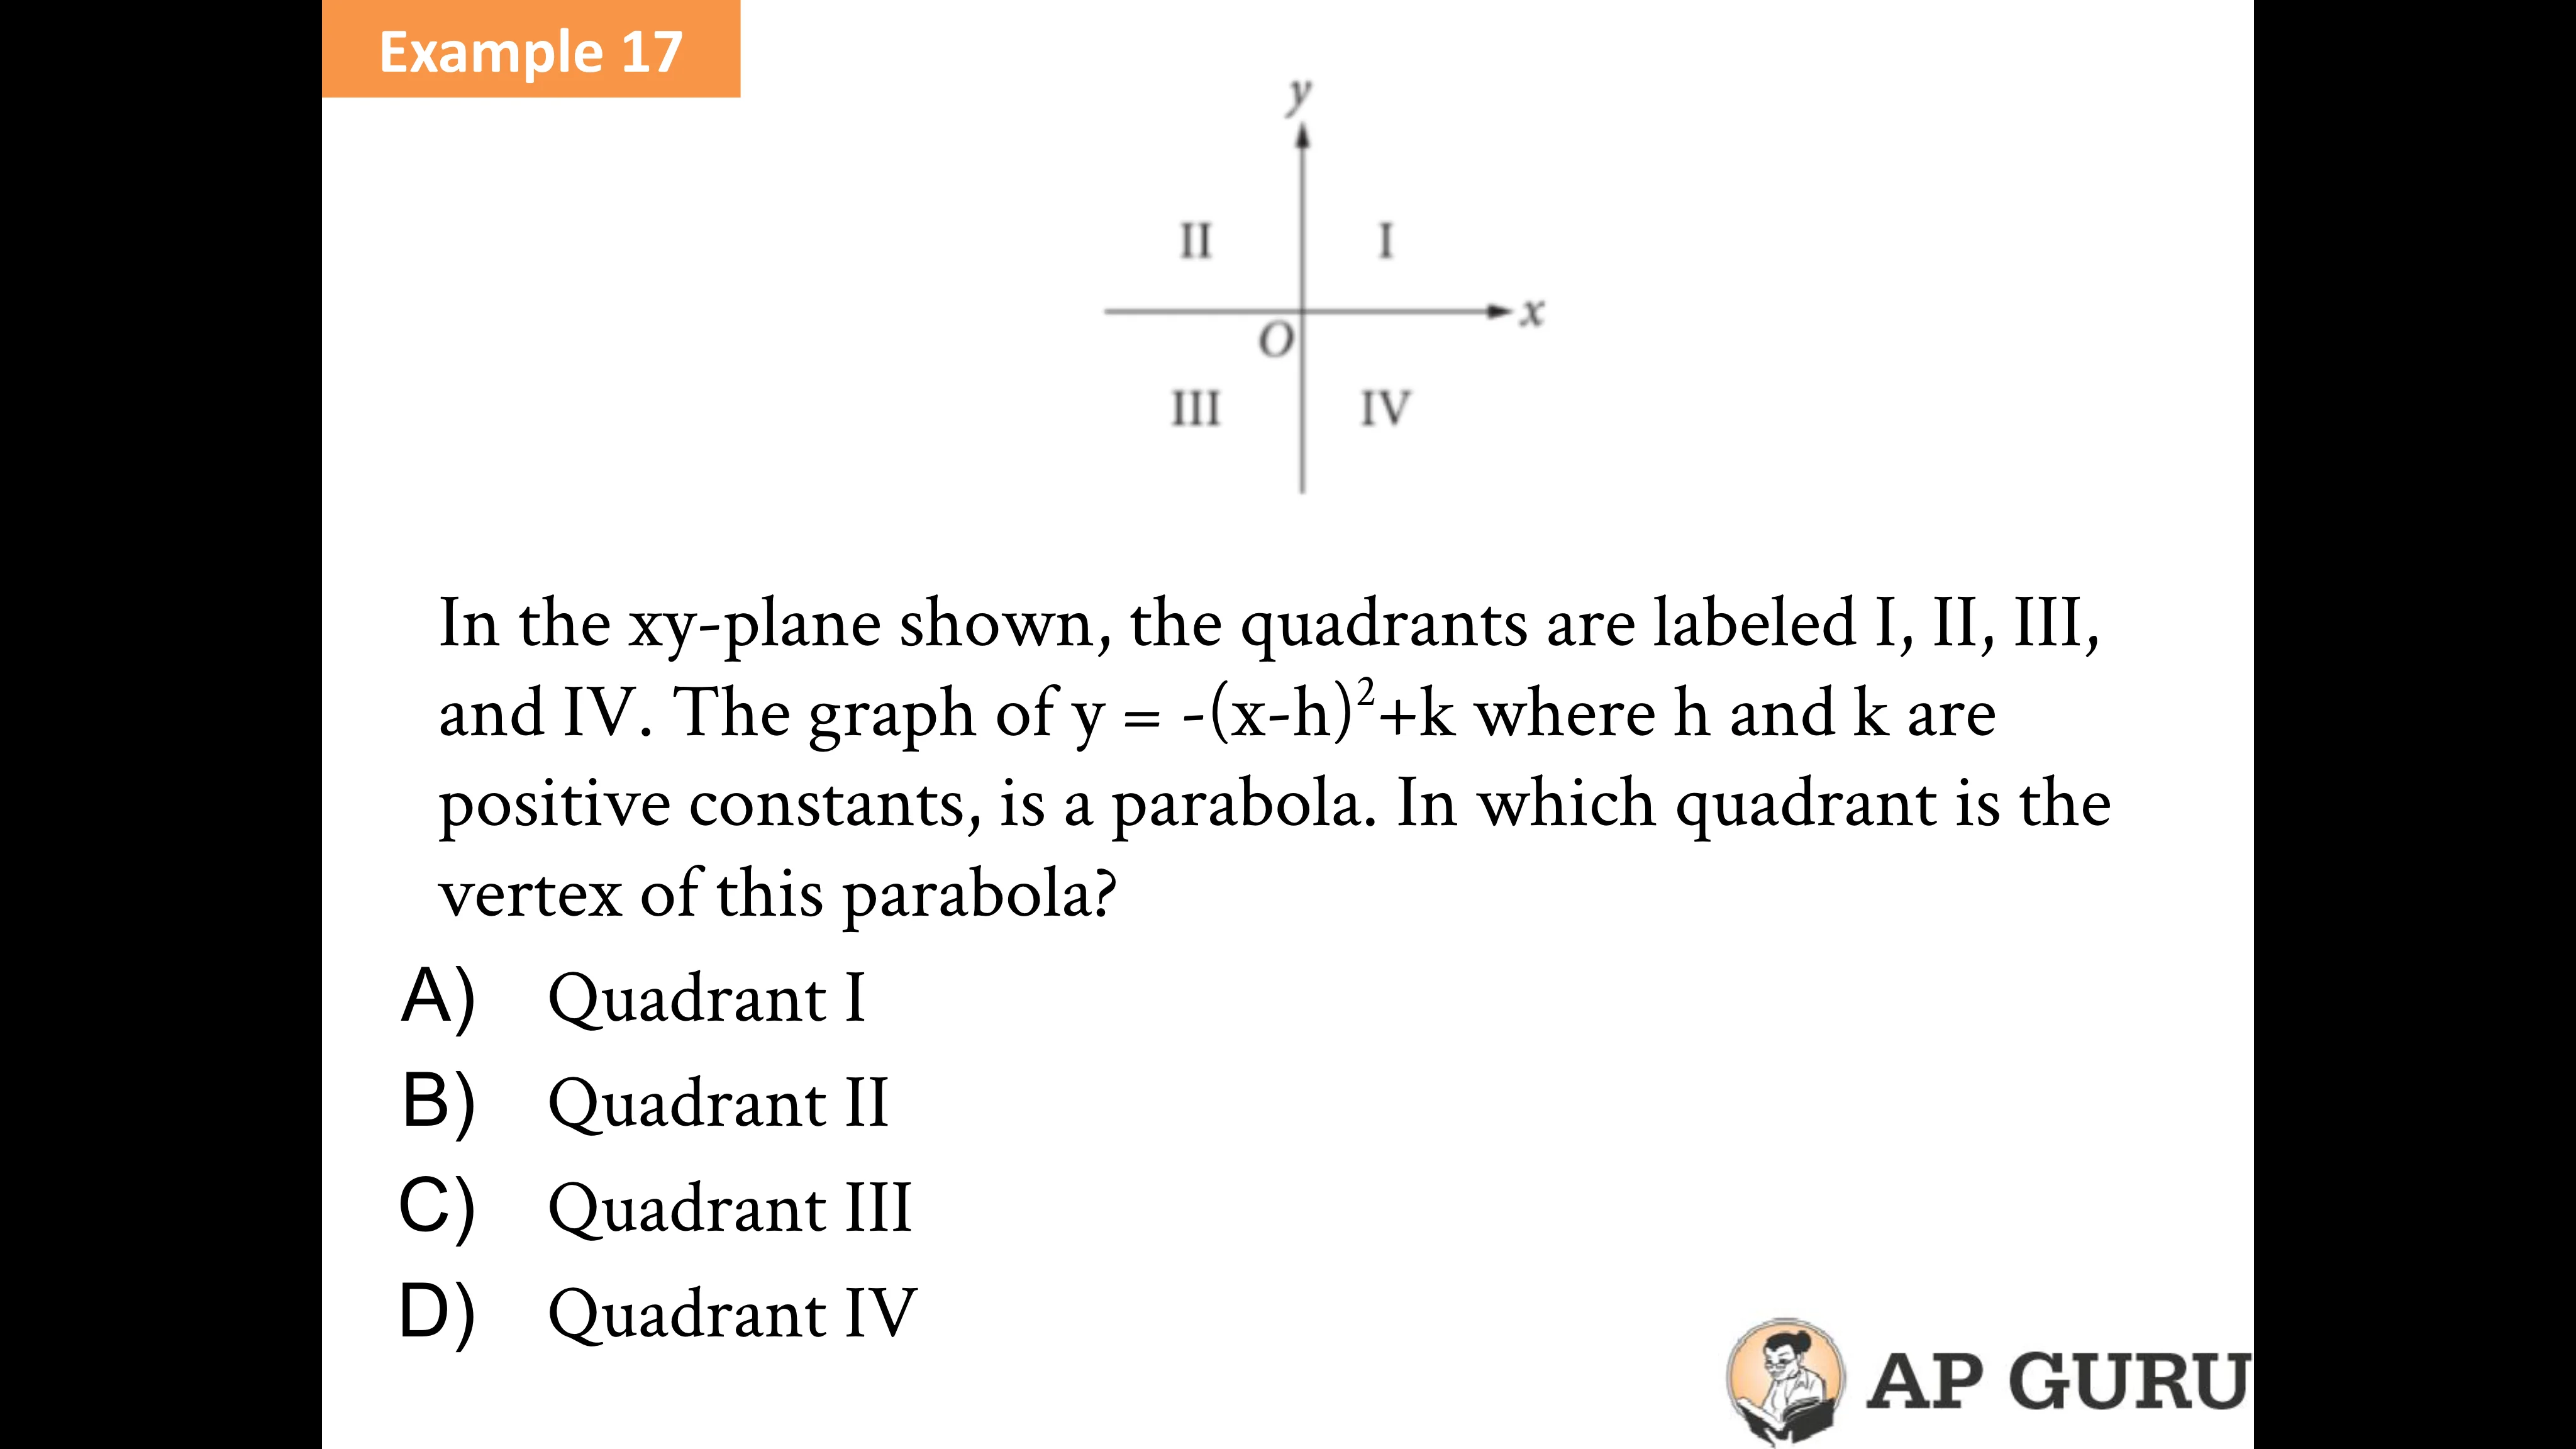 Example 17
y
II
I
x
O
III
IV
In the xy-plane shown, the quadrants are labeled I, II, III,
and IV. The graph of y = -(x-h)²+k where h and k are
positive constants, is a parabola. In which quadrant is the
vertex of this parabola?
A) Quadrant I
B) Quadrant II
C) Quadrant III
D) Quadrant IV
AP GURU